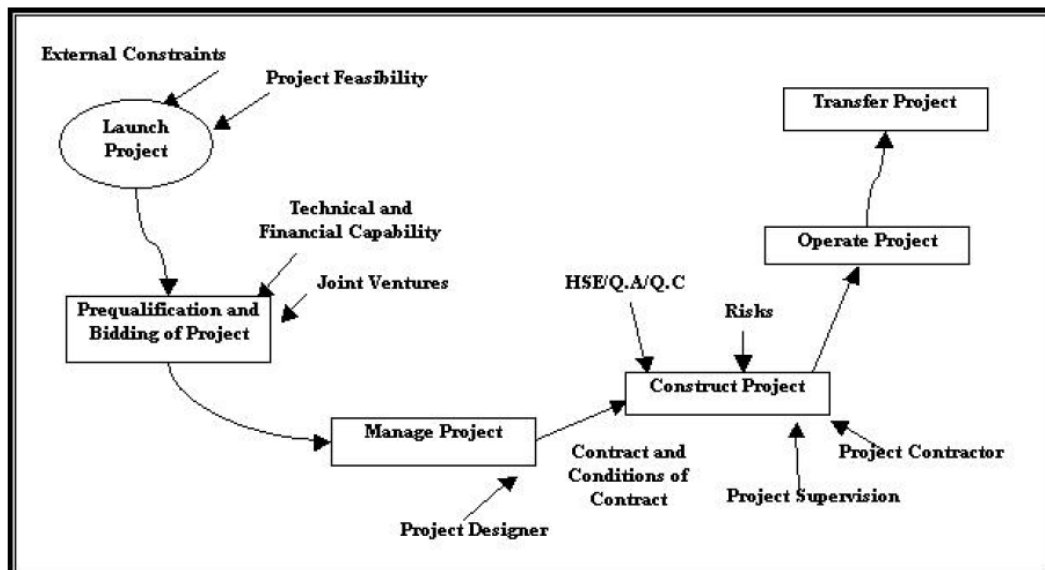 External Constraints
Project Feasibility
Launch
Project
Technical and
Financial Capability
Joint Ventures
Prequalification and
Bidding of Project
Manage Project
Project Designer
Contract and
Conditions of
Contract
HSE/Q.A/Q.C
Risks
Construct Project
Project Contractor
Project Supervision
Operate Project
Transfer Project